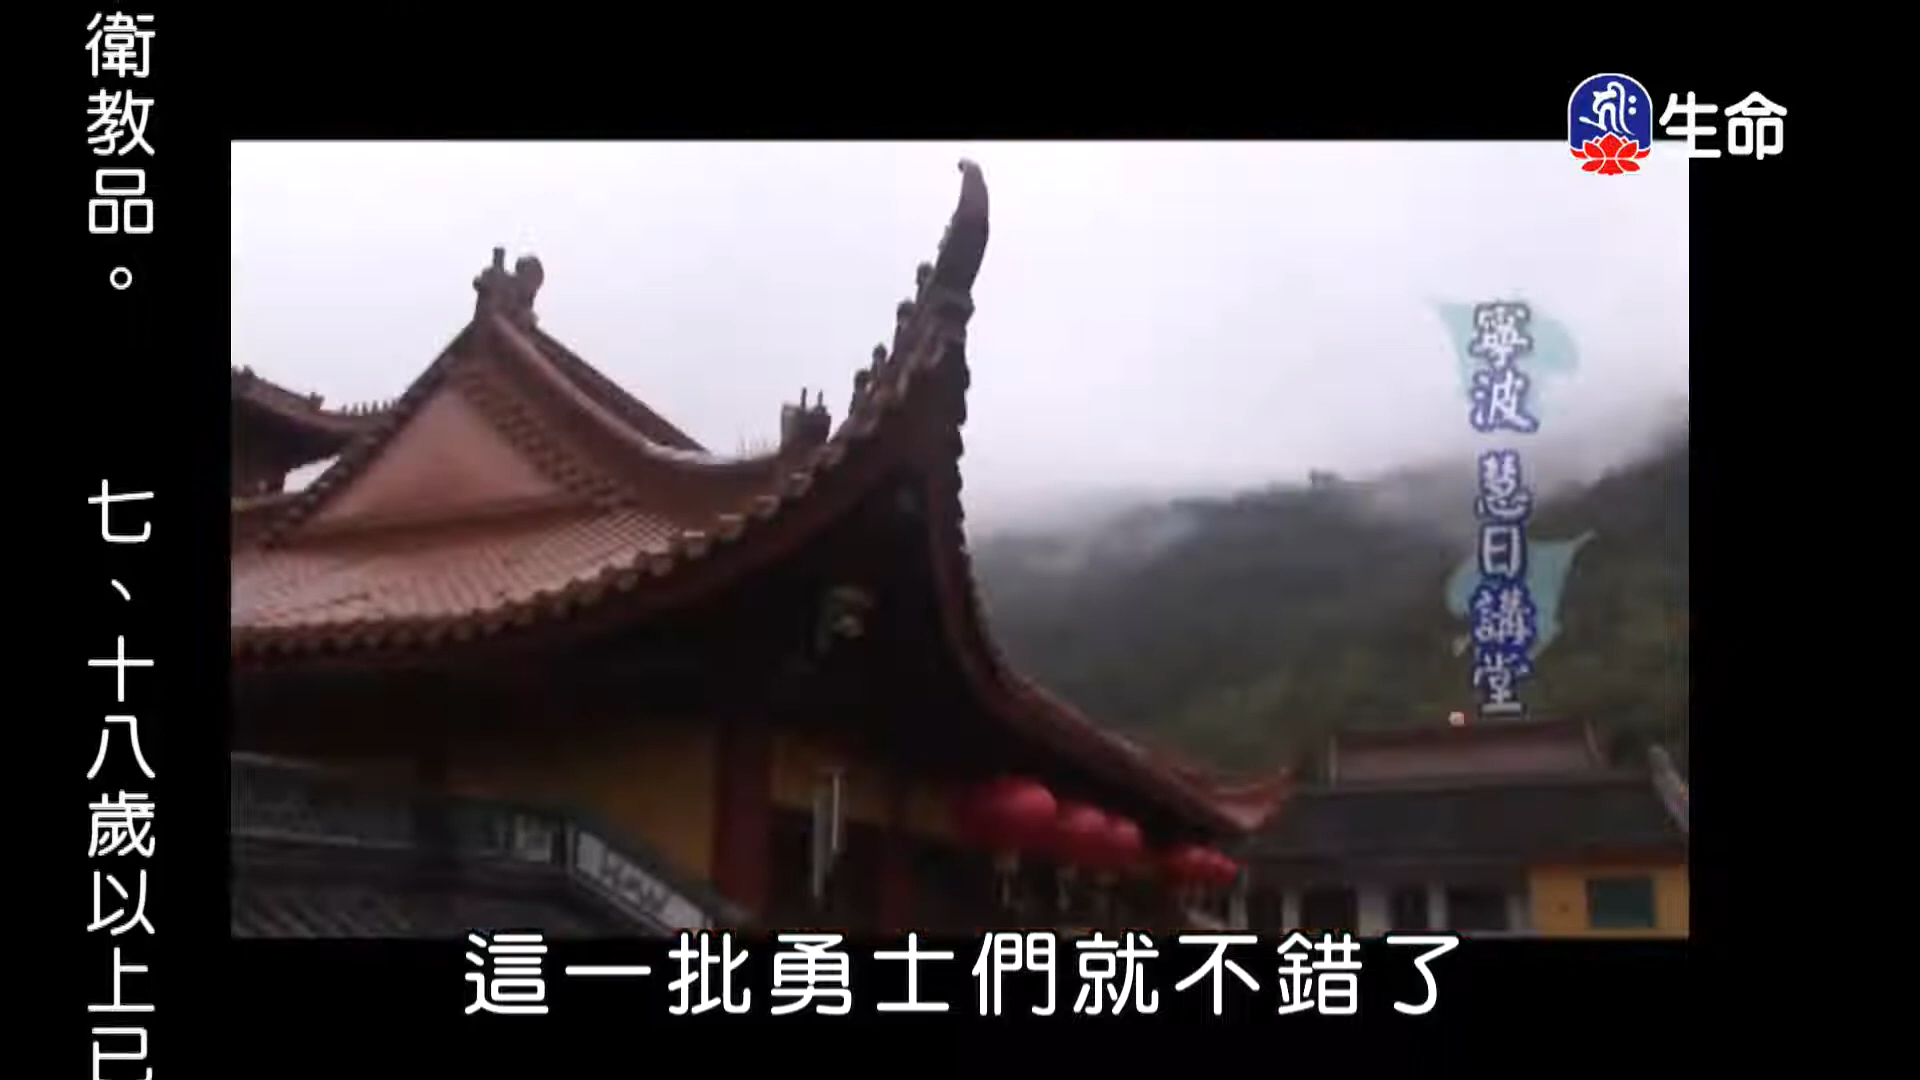 衛教品。 七、十八歲以上已
生命
寧波 慧日講堂
這一批勇士們就不錯了